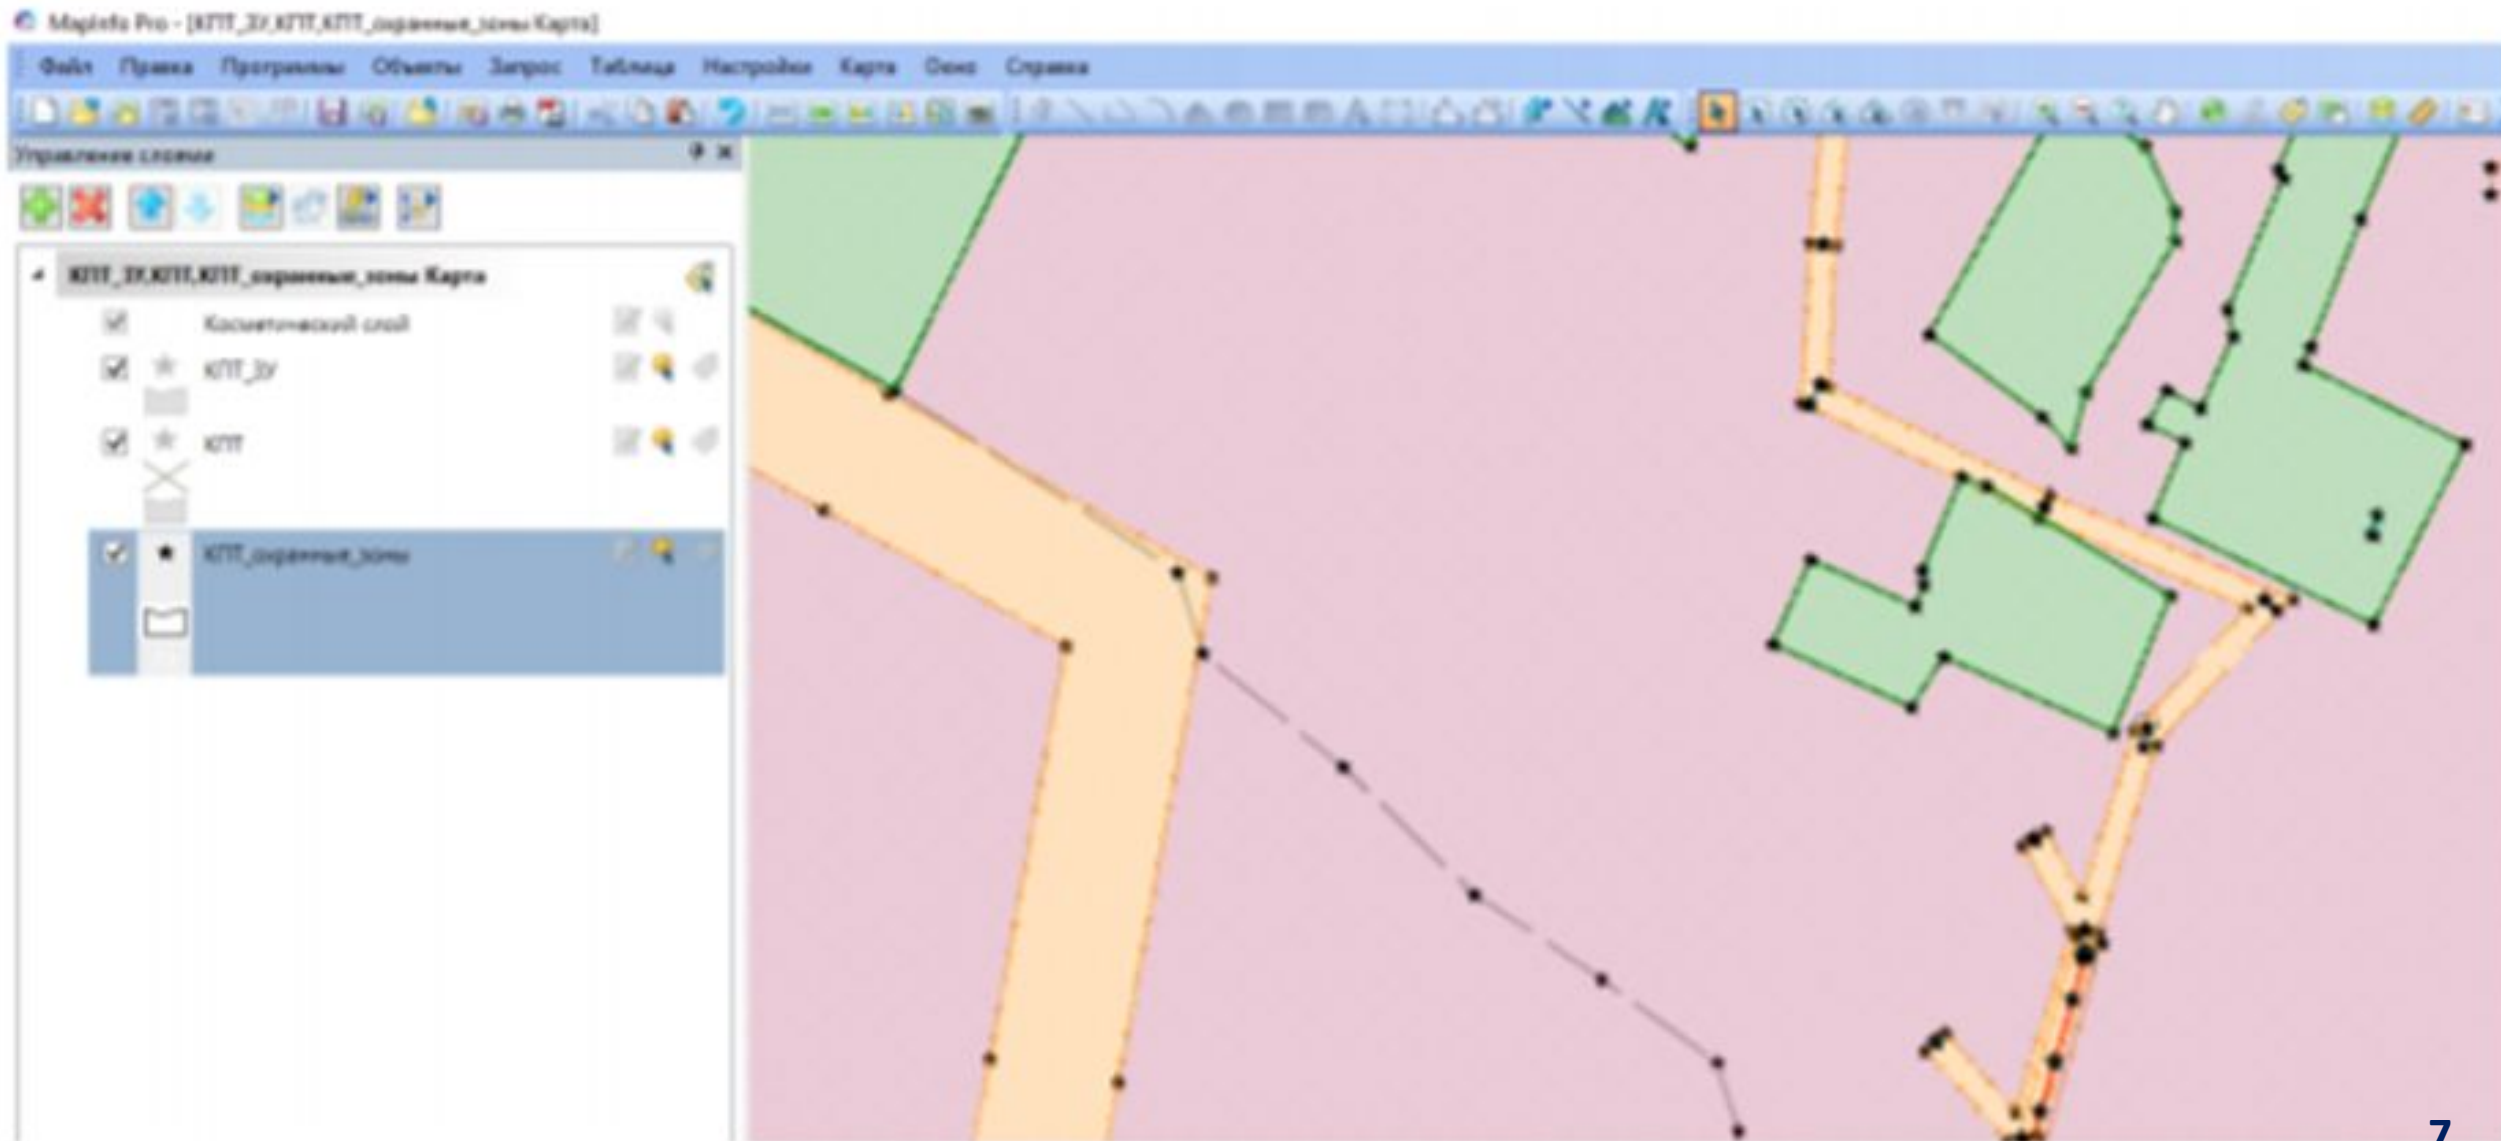 MapInfo Pro - [КПТ_ЗУ,КПТ,КПТ_охранные_зоны Карта]
Файл Правка Программы Объекты Запрос Таблица Настройки Карта Окно Справка
Управление слоями
КПТ_ЗУ,КПТ,КПТ_охранные_зоны Карта
Косметический слой
КПТ_ЗУ
КПТ
КПТ_охранные_зоны
7